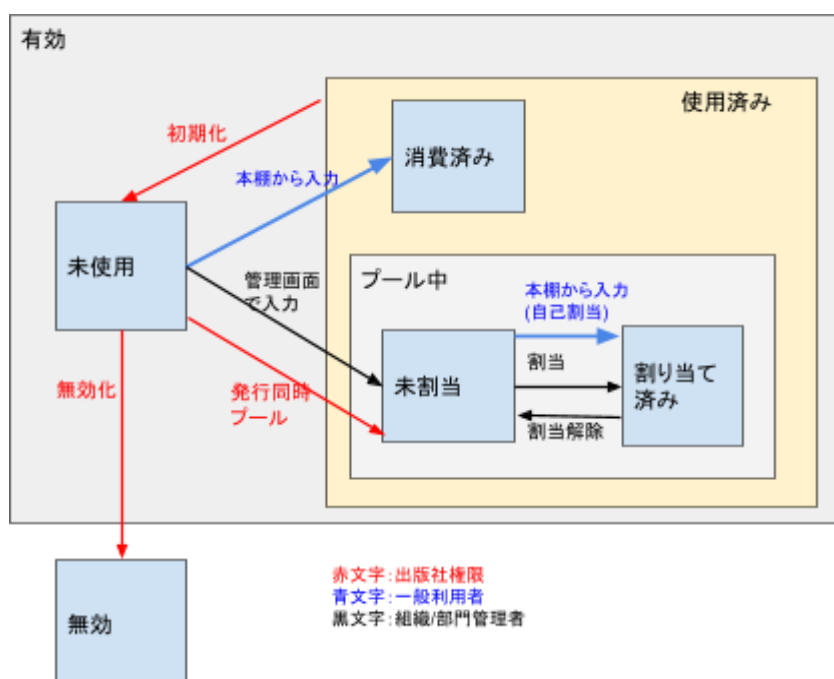 有効
使用済み
初期化
消費済み
本棚から入力
未使用
管理画面
で入力
プール中
本棚から入力
(自己割当)
未割当
割当
割り当て
済み
割当解除
無効化
発行同時
プール
無効
赤文字：出版社権限
青文字：一般利用者
黒文字：組織/部門管理者